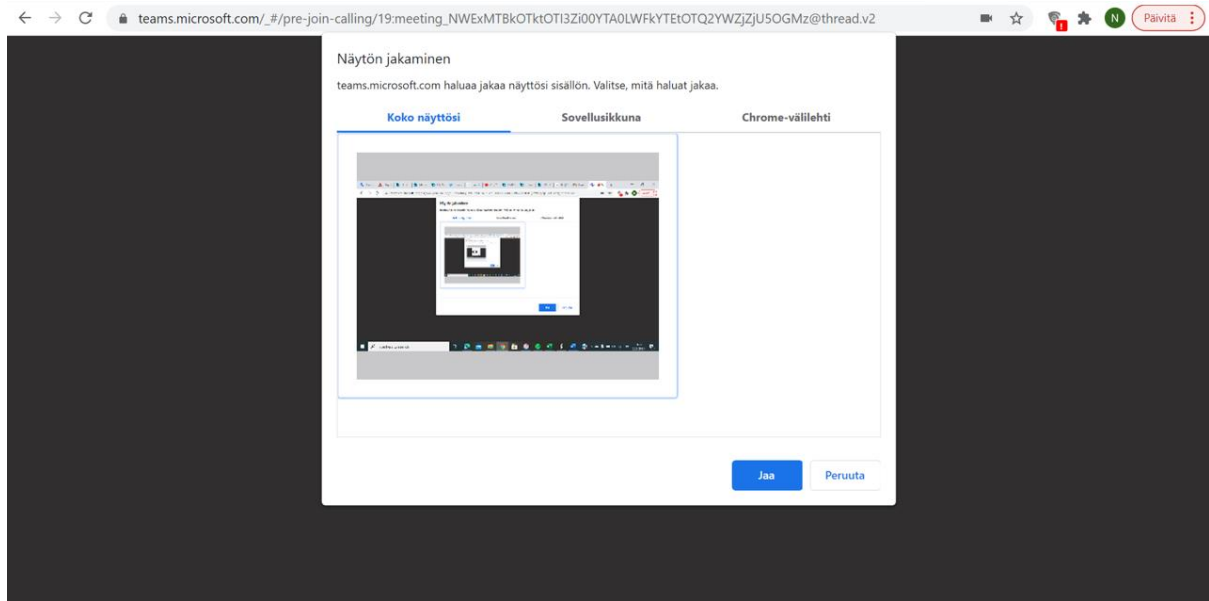 teams.microsoft.com/_#/pre-join-calling/19:meeting_NWExMTBkOTktOTI3Zi00YTA0LWFkYTEtOTQ2YWZjZjU5OGMz@thread.v2
N
Päivitä
Näytön jakaminen
teams.microsoft.com haluaa jakaa näyttösi sisällön. Valitse, mitä haluat jakaa.
Koko näyttösi
Sovellusikkuna
Chrome-välilehti
Jaa
Peruuta